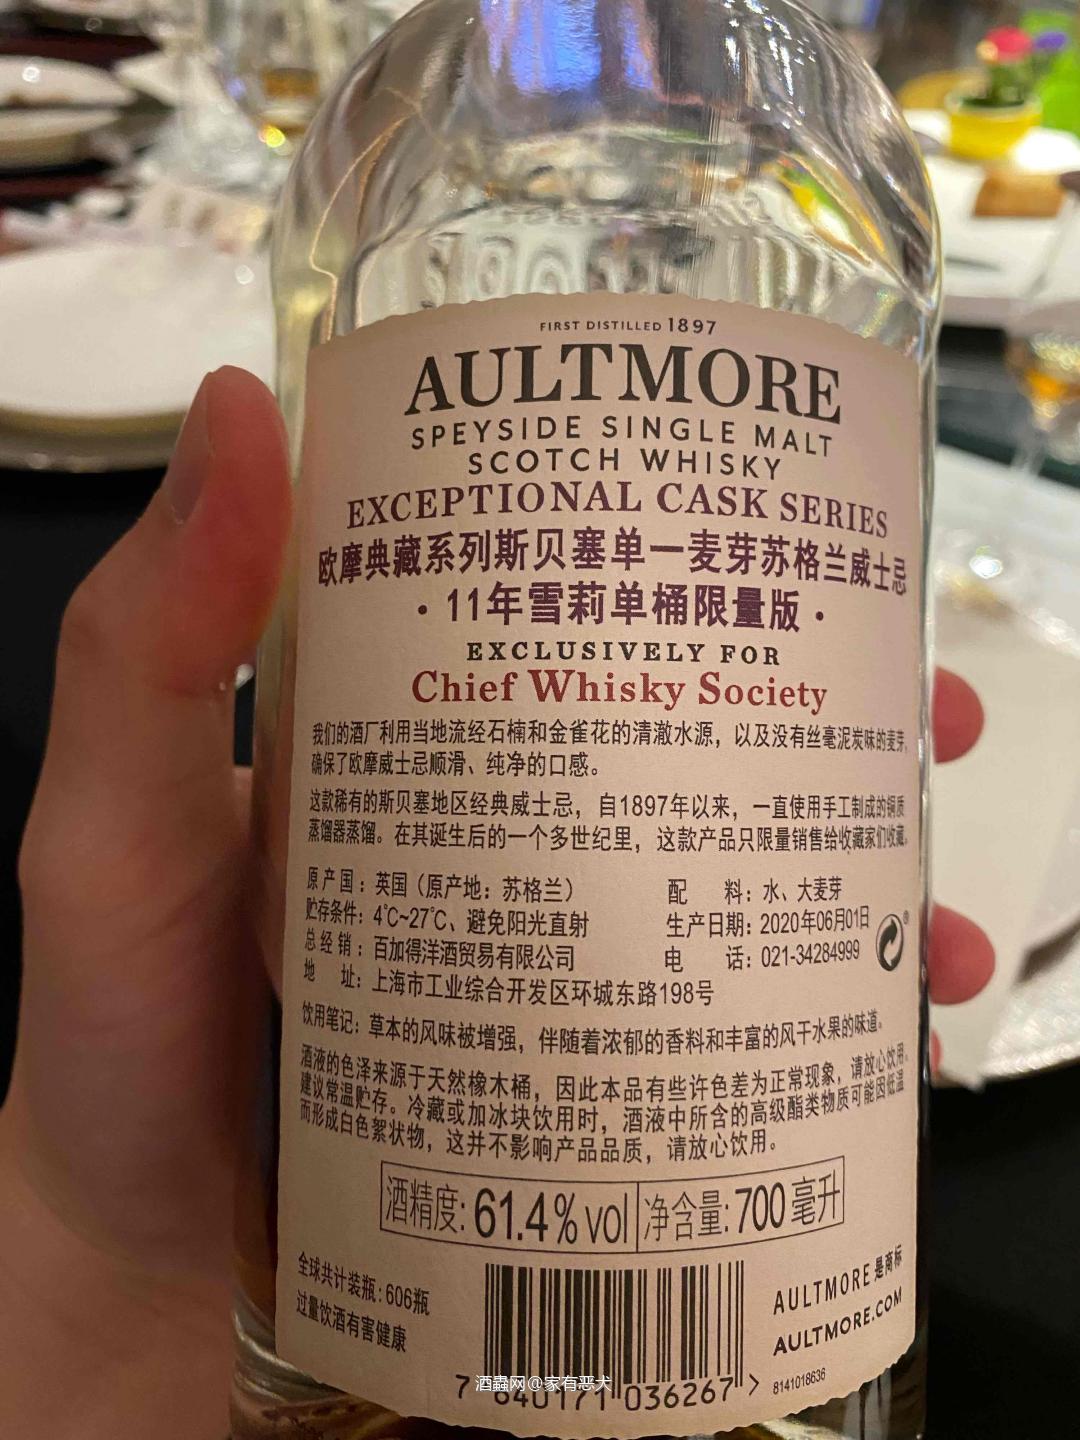 FIRST DISTILLED 1897
AULTMORE
SPEYSIDE SINGLE MALT
SCOTCH WHISKY
EXCEPTIONAL CASK SERIES
欧摩典藏系列斯贝塞单一麦芽苏格兰威士忌
·11年雪莉单桶限量版·
EXCLUSIVELY FOR
Chief Whisky Society
我们的酒厂利用当地流经石楠和金雀花的清澈水源，以及没有丝毫泥炭味的麦芽，
确保了欧摩威士忌顺滑、纯净的口感。
这款稀有的斯贝塞地区经典威士忌，自1897年以来，一直使用手工制成的铜质
蒸馏器蒸馏。在其诞生后的一个多世纪里，这款产品只限量销售给收藏家们收藏。
原产国：英国（原产地：苏格兰） 配料：水、大麦芽
贮存条件：4℃~27℃、避免阳光直射 生产日期：2020年06月01日
总经销：百加得洋酒贸易有限公司 电话：021-34284999
地址：上海市工业综合开发区环城东路198号
饮用笔记：草本的风味被增强，伴随着浓郁的香料和丰富的风干水果的味道。
酒液的色泽来源于天然橡木桶，因此本品有些许色差为正常现象，请放心饮用。
建议常温贮存。冷藏或加冰块饮用时，酒液中所含的高级酯类物质可能因低温
而形成白色絮状物，这并不影响产品品质，请放心饮用。
酒精度：61.4%vol 净含量：700毫升
全球共计装瓶：606瓶
过量饮酒有害健康
AULTMORE 是商标
AULTMORE.COM
7 640171 036267 >
8141018636
酒蟲网@家有恶犬